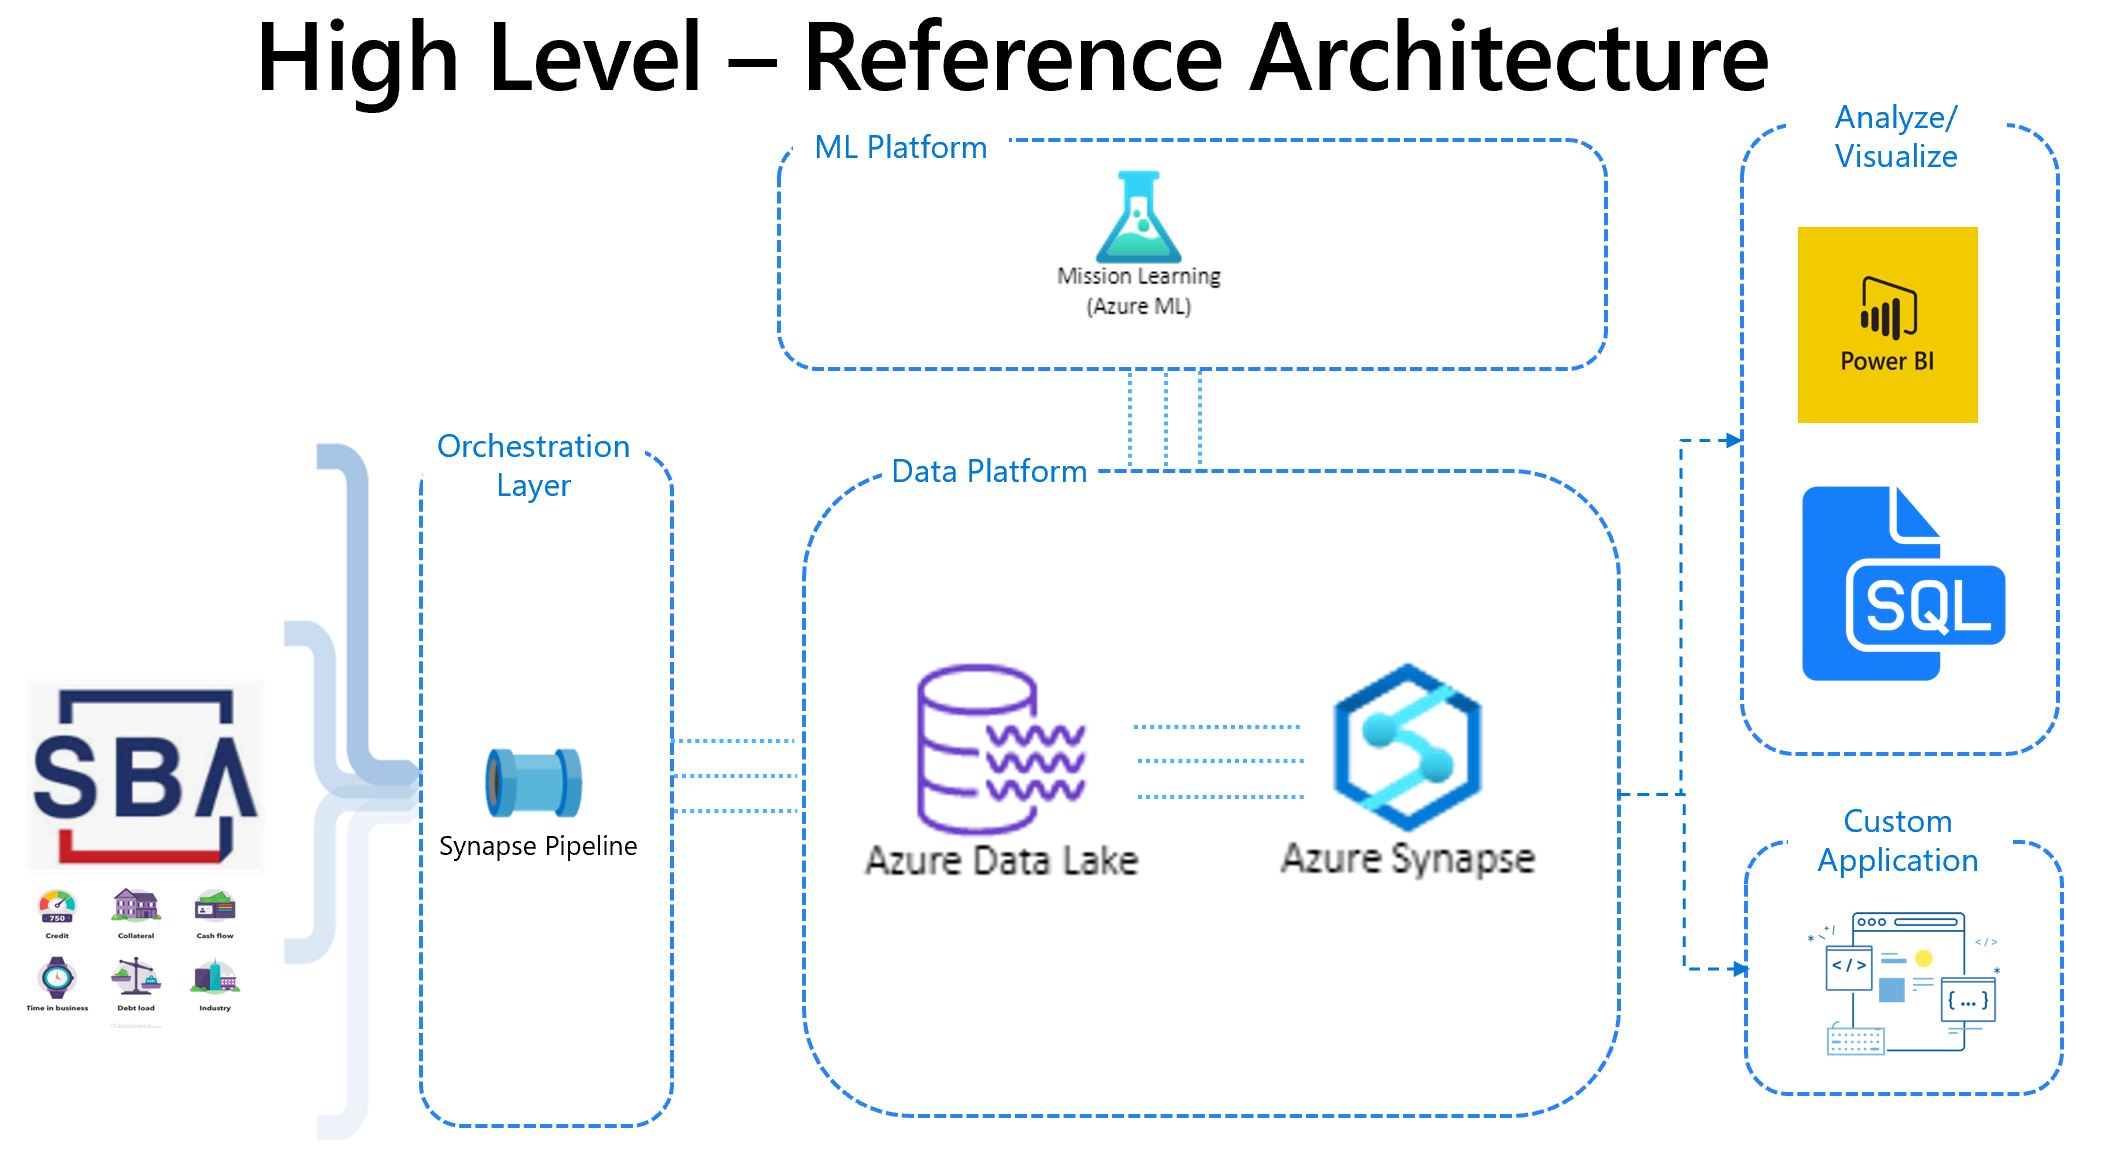 High Level – Reference Architecture
ML Platform
Mission Learning
(Azure ML)
Analyze/
Visualize
Power BI
SQL
Orchestration
Layer
Synapse Pipeline
Data Platform
Azure Data Lake
Azure Synapse
Custom
Application
</>
</>
{...}
SBA
750
Credit
Collateral
Cash flow
Time in business
Debt load
Industry